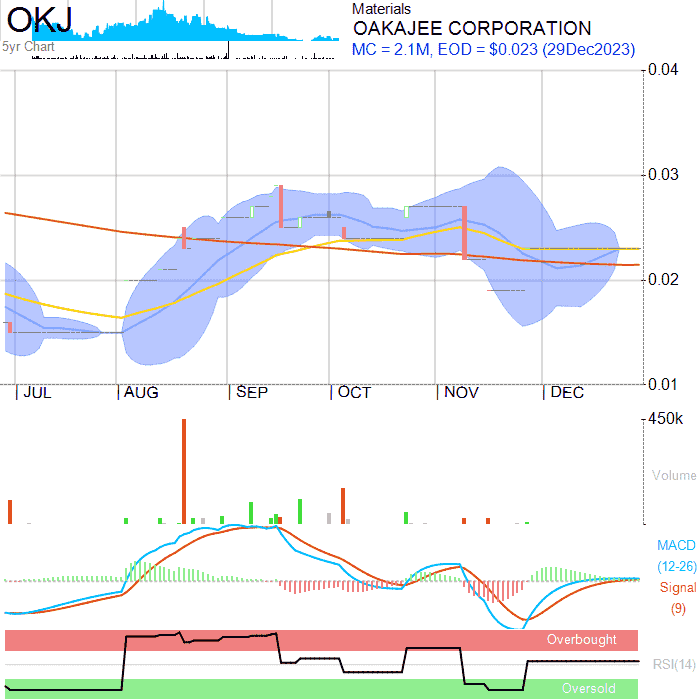 OKJ
5yr Chart
Materials
OAKAJEE CORPORATION
MC = 2.1M, EOD = $0.023 (29Dec2023)
0.04
0.03
0.02
0.01
JUL AUG SEP OCT NOV DEC
450k
Volume
MACD
(12-26)
Signal
(9)
Overbought
RSI(14)
Oversold